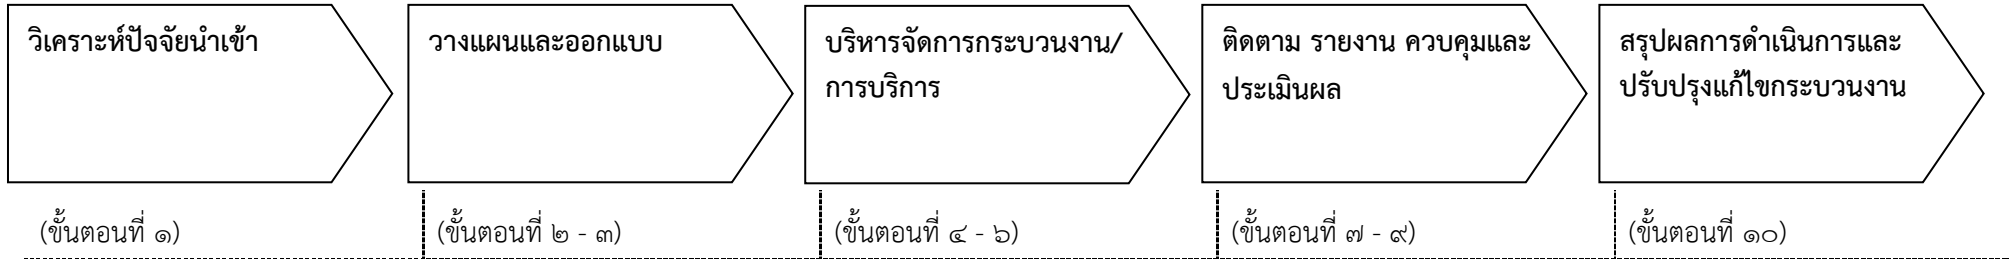 วิเคราะห์ปัจจัยนำเข้า
วางแผนและออกแบบ
บริหารจัดการกระบวนงาน/
การบริการ
ติดตาม รายงาน ควบคุมและ
ประเมินผล
สรุปผลการดำเนินการและ
ปรับปรุงแก้ไขกระบวนงาน
(ขั้นตอนที่ ๑)
(ขั้นตอนที่ ๒ - ๓)
(ขั้นตอนที่ ๔ - ๖)
(ขั้นตอนที่ ๗ - ๙)
(ขั้นตอนที่ ๑๐)